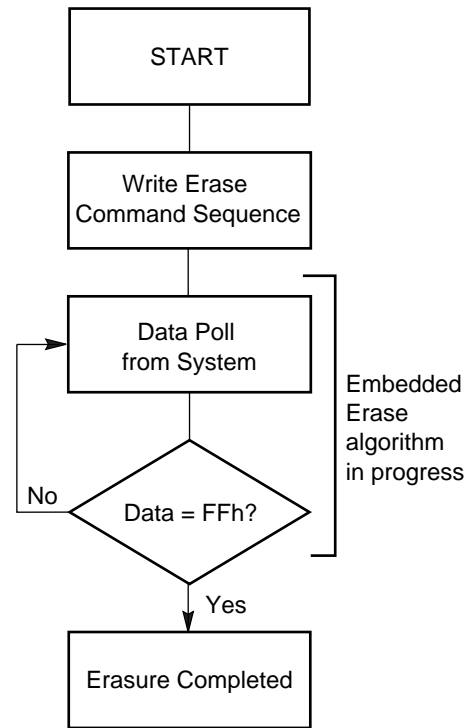 START
Write Erase
Command Sequence
Data Poll
from System
Embedded
Erase
algorithm
in progress
No
Data = FFh?
Yes
Erasure Completed